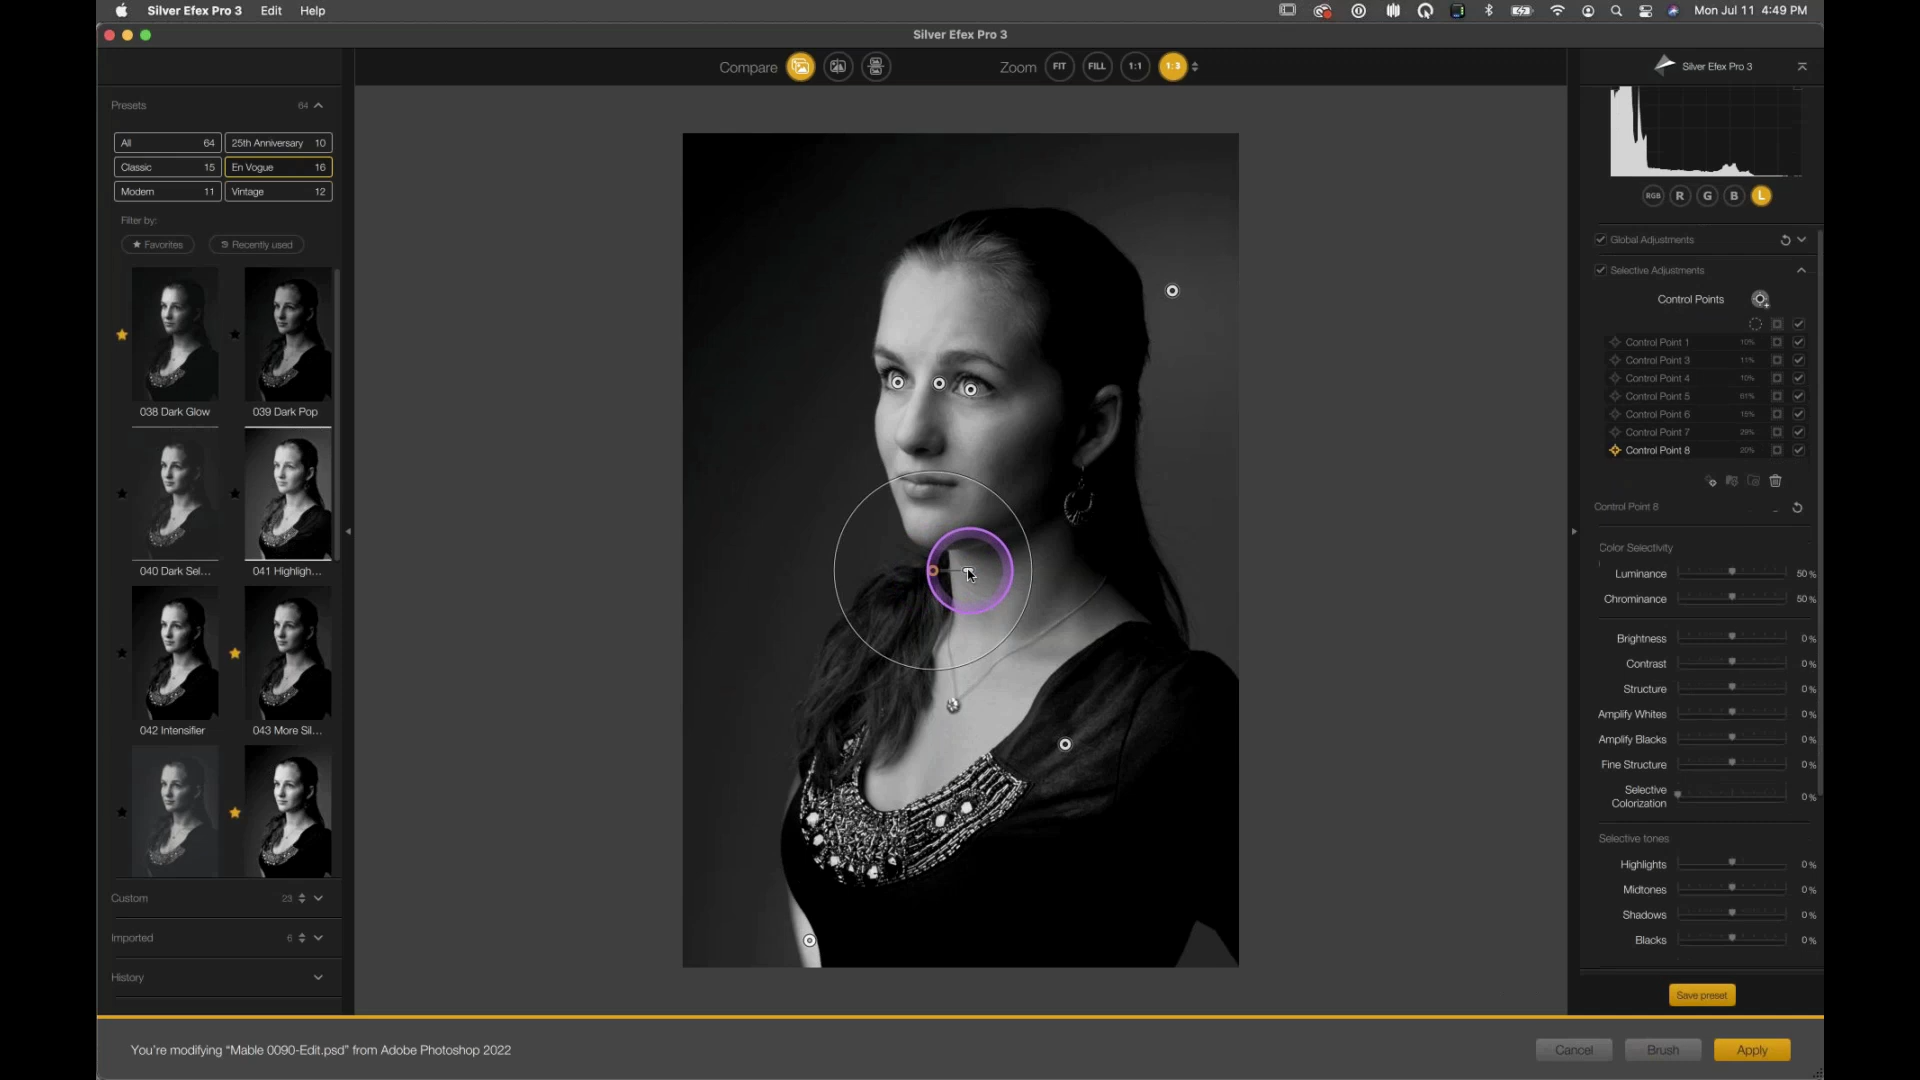 Silver Efex Pro 3 Edit Help
Mon Jul 11 4:49 PM
Silver Efex Pro 3
Compare
Zoom FIT FILL 1:1 1:3
Silver Efex Pro 3
Presets 64
All 64
25th Anniversary 10
Classic 15
En Vogue 16
Modern 11
Vintage 12
Filter by:
Favorites
Recently used
038 Dark Glow
039 Dark Pop
040 Dark Sel...
041 Highligh...
042 Intensifier
043 More Sil...
Custom 23
Imported 6
History
RGB R G B L
Global Adjustments
Selective Adjustments
Control Points
Control Point 1 10%
Control Point 3 11%
Control Point 4 10%
Control Point 5 61%
Control Point 6 15%
Control Point 7 29%
Control Point 8 20%
Control Point 8
Color Selectivity
Luminance 50 %
Chrominance 50 %
Brightness 0 %
Contrast 0 %
Structure 0 %
Amplify Whites 0 %
Amplify Blacks 0 %
Fine Structure 0 %
Selective
Colorization 0 %
Selective tones
Highlights 0 %
Midtones 0 %
Shadows 0 %
Blacks 0 %
Save preset
You're modifying “Mable 0090-Edit.psd” from Adobe Photoshop 2022
Cancel
Brush
Apply